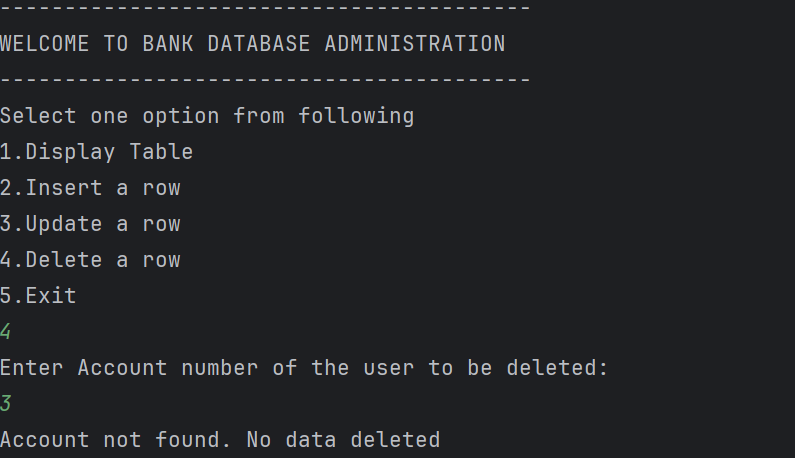 -----------------------------------------
WELCOME TO BANK DATABASE ADMINISTRATION
-----------------------------------------
Select one option from following
1.Display Table
2.Insert a row
3.Update a row
4.Delete a row
5.Exit
4
Enter Account number of the user to be deleted:
3
Account not found. No data deleted